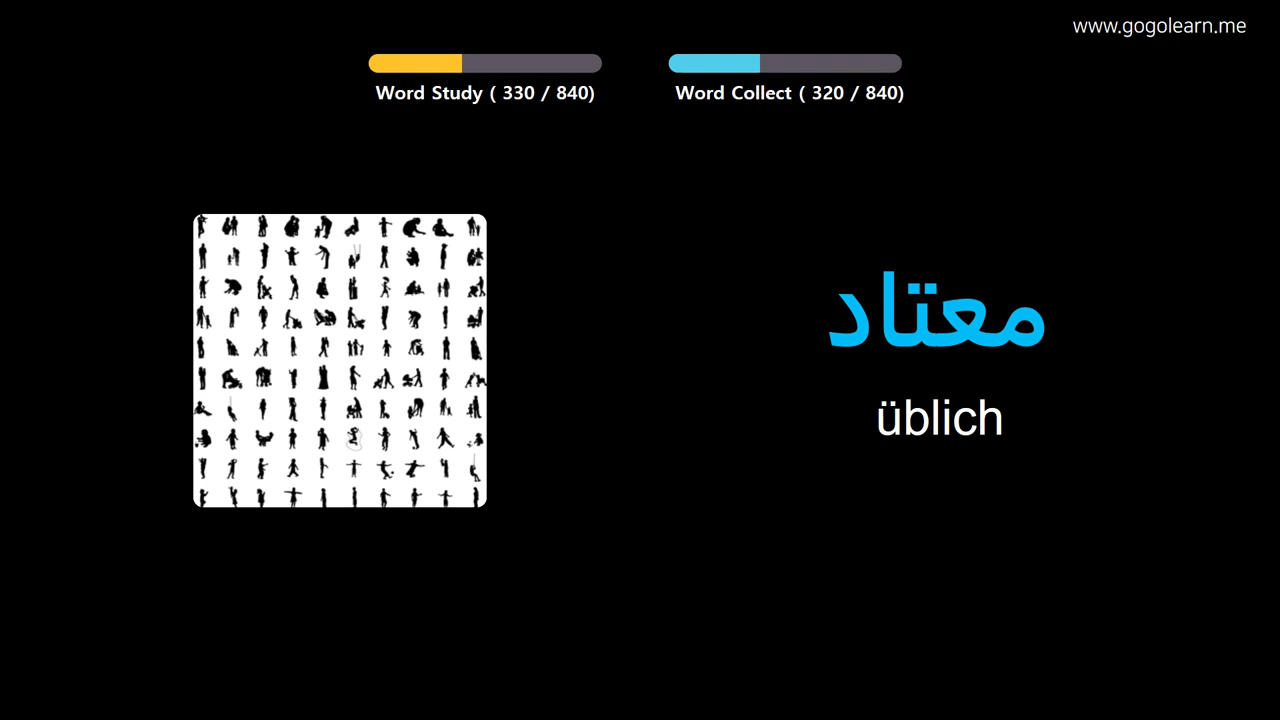 www.gogolearn.me
Word Study ( 330 / 840)
Word Collect ( 320 / 840)
معتاد
üblich